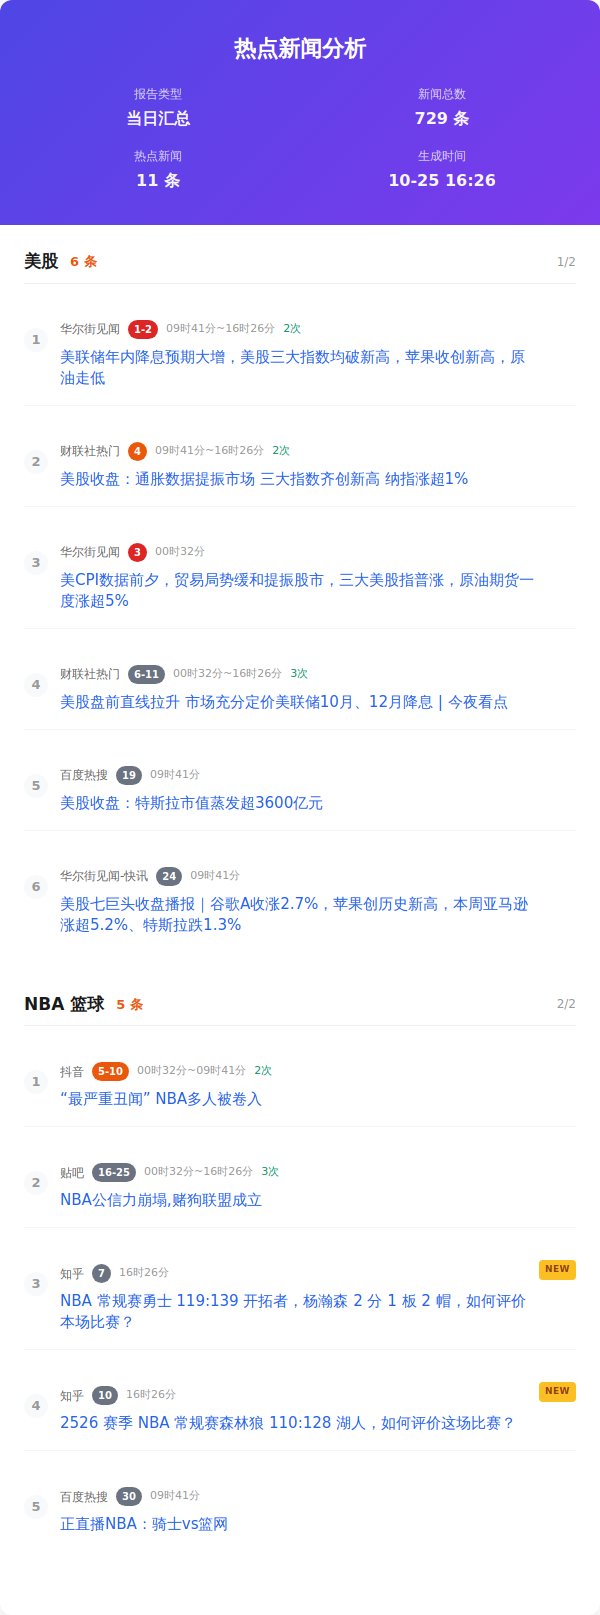 热点新闻分析
报告类型
新闻总数
当日汇总
729 条
热点新闻
生成时间
11 条
10-25 16:26
美股 6 条 1/2
1
华尔街见闻 1-2 09时41分~16时26分 2次
美联储年内降息预期大增，美股三大指数均破新高，苹果收创新高，原
油走低
2
财联社热门 4 09时41分~16时26分 2次
美股收盘：通胀数据提振市场 三大指数齐创新高 纳指涨超1%
3
华尔街见闻 3 00时32分
美CPI数据前夕，贸易局势缓和提振股市，三大美股指普涨，原油期货一
度涨超5%
4
财联社热门 6-11 00时32分~16时26分 3次
美股盘前直线拉升 市场充分定价美联储10月、12月降息 | 今夜看点
5
百度热搜 19 09时41分
美股收盘：特斯拉市值蒸发超3600亿元
6
华尔街见闻-快讯 24 09时41分
美股七巨头收盘播报｜谷歌A收涨2.7%，苹果创历史新高，本周亚马逊
涨超5.2%、特斯拉跌1.3%
NBA 篮球 5 条 2/2
1
抖音 5-10 00时32分~09时41分 2次
“最严重丑闻” NBA多人被卷入
2
贴吧 16-25 00时32分~16时26分 3次
NBA公信力崩塌,赌狗联盟成立
3
知乎 7 16时26分 NEW
NBA 常规赛勇士 119:139 开拓者，杨瀚森 2 分 1 板 2 帽，如何评价
本场比赛？
4
知乎 10 16时26分 NEW
2526 赛季 NBA 常规赛森林狼 110:128 湖人，如何评价这场比赛？
5
百度热搜 30 09时41分
正直播NBA：骑士vs篮网